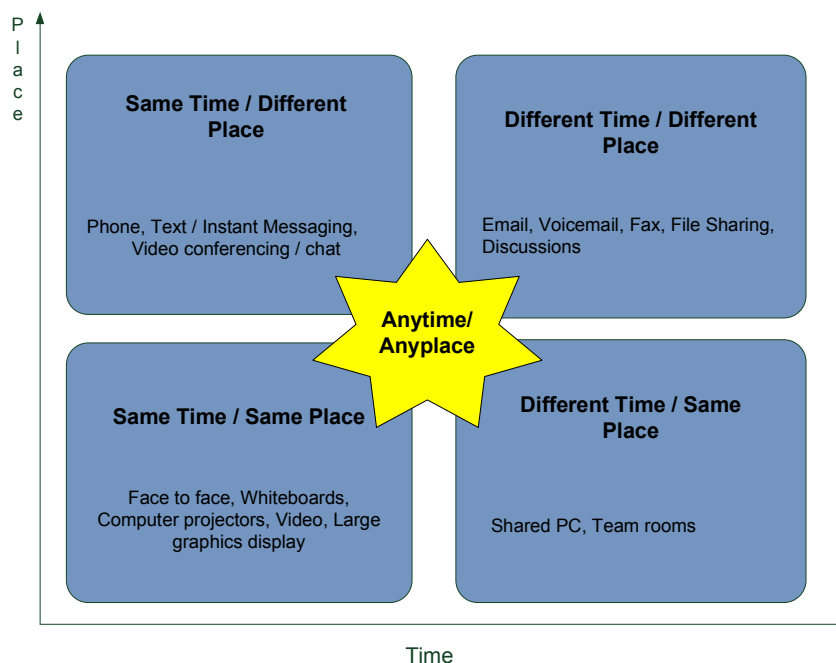 P
l
a
c
e
Same Time / Different
Place
Phone, Text / Instant Messaging,
Video conferencing / chat
Different Time / Different
Place
Email, Voicemail, Fax, File Sharing,
Discussions
Anytime/
Anyplace
Same Time / Same Place
Face to face, Whiteboards,
Computer projectors, Video, Large
graphics display
Different Time / Same
Place
Shared PC, Team rooms
Time